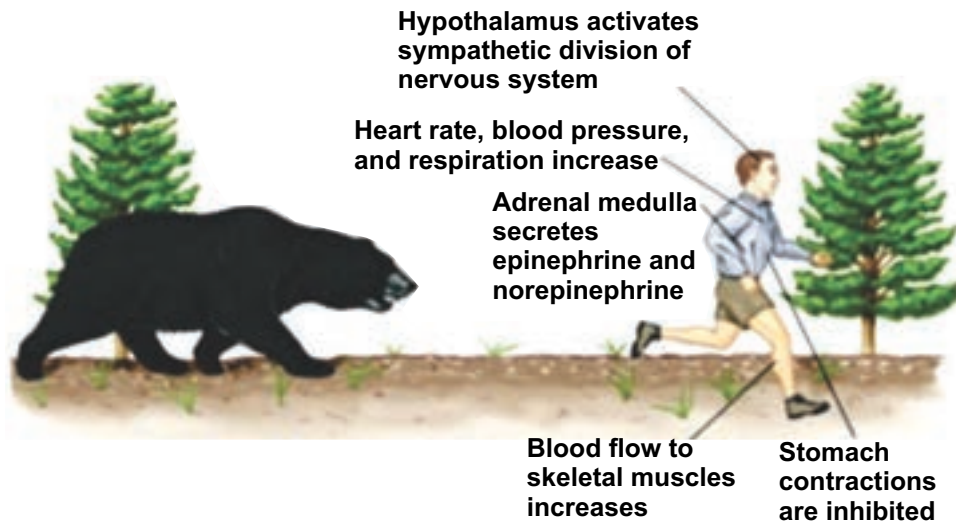 Hypothalamus activates
sympathetic division of
nervous system
Heart rate, blood pressure,
and respiration increase
Adrenal medulla
secretes
epinephrine and
norepinephrine
Blood flow to
skeletal muscles
increases
Stomach
contractions
are inhibited